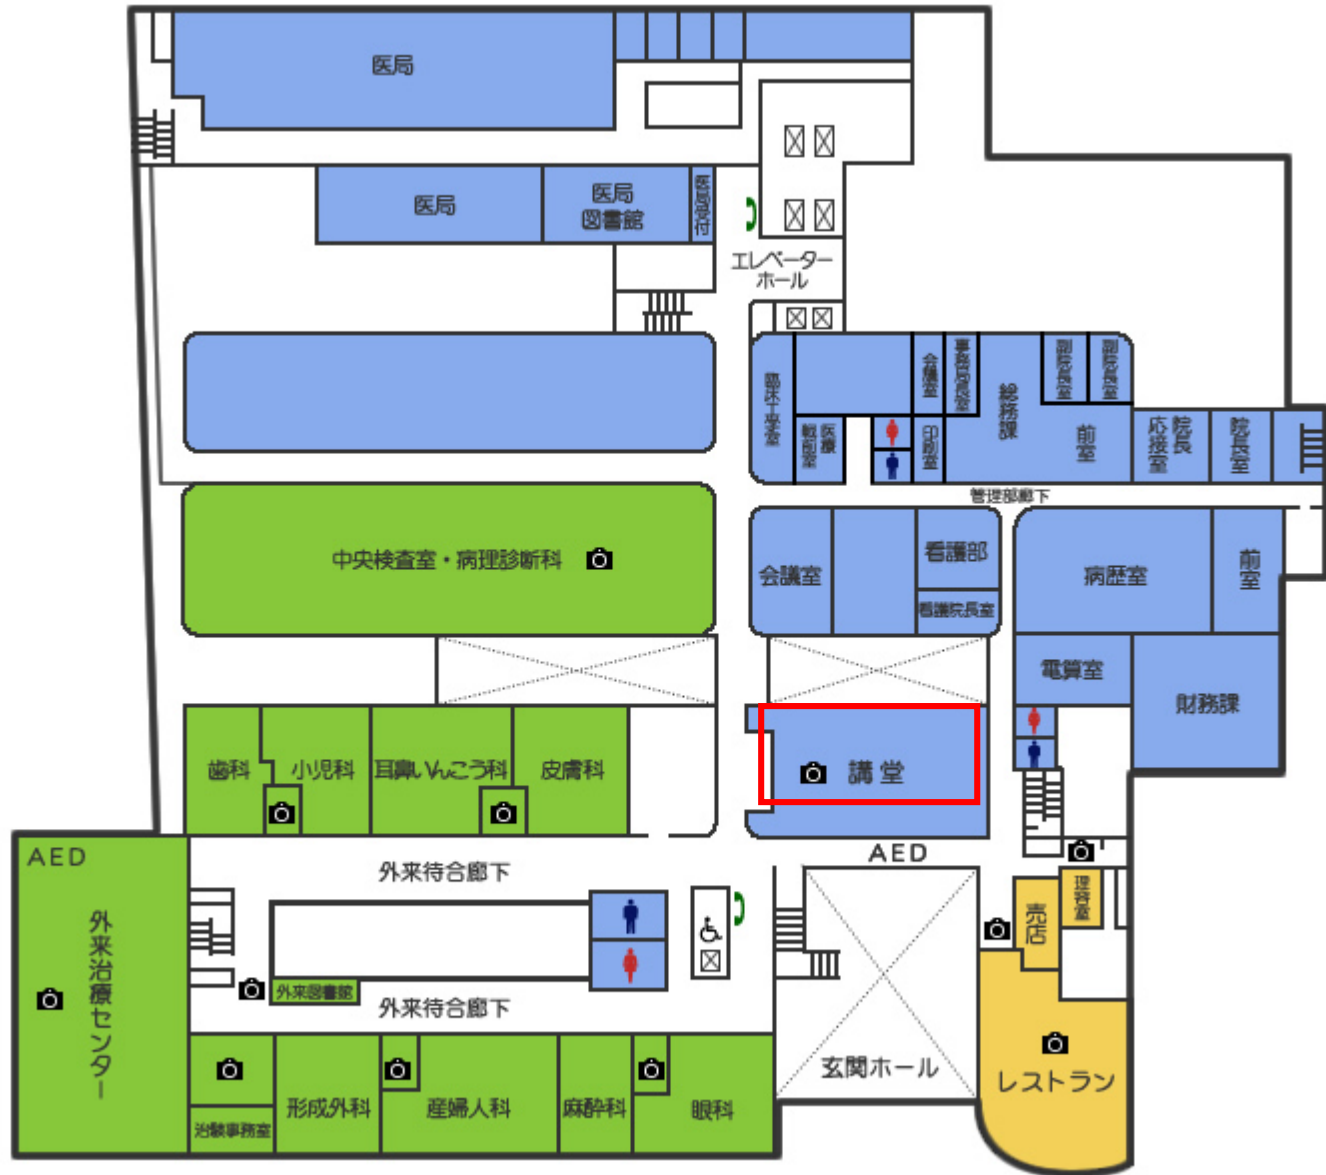 医局
医局
医局
図書館
医局受付
エレベーター
ホール
臨床工学室
会議室
事務局長室
総務課
副院長室
副院長室
医療
戦前室
印刷室
前室
院長
応接室
院長室
管理部廊下
中央検査室・病理診断科
会議室
看護部
看護院長室
病歴室
前室
電算室
財務課
歯科
小児科
耳鼻いんこう科
皮膚科
講堂
AED
AED
外来待合廊下
外来治療センター
理容室
売店
外来図書館
外来待合廊下
玄関ホール
レストラン
治験事務室
形成外科
産婦人科
麻酔科
眼科